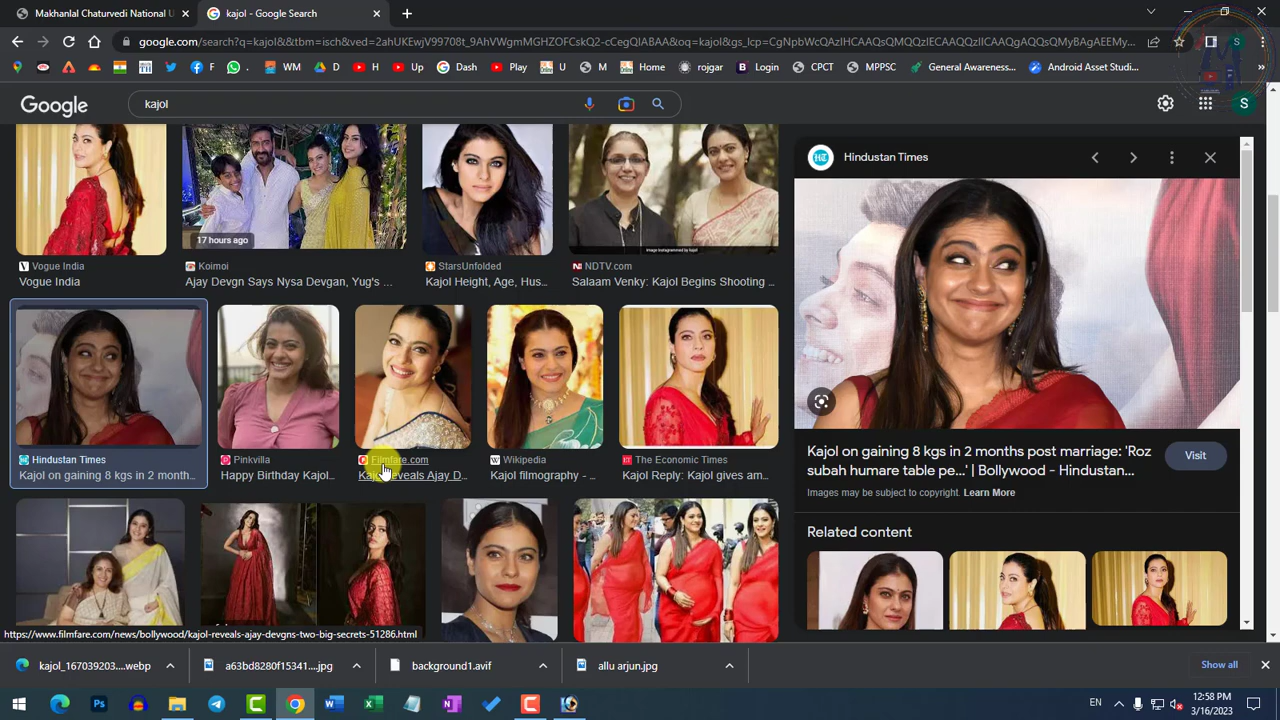 Makhanlal Chaturvedi National U
kajol - Google Search
google.com/search?q=kajol&&tbm=isch&ved=2ahUKEwjV99708t_9AhVWgmMGHZOFCskQ2-cCegQIABAA&oq=kajol&gs_lcp=CgNpbWcQAzIHCAAQsQMQQzIECAAQQzIICAAQgAQQsQMyBAgAEEMy...
M
TH
F
.
WM
D
H
Up
Dash
Play
U
M
Home
rojgar
Login
CPCT
MPPSC
General Awareness...
Android Asset Studi...
Google
kajol
S
17 hours ago
Image Instagrammed by kajol
Vogue India
Vogue India
Koimoi
Ajay Devgn Says Nysa Devgan, Yug's ...
StarsUnfolded
Kajol Height, Age, Hus...
NDTV.com
Salaam Venky: Kajol Begins Shooting ...
Hindustan Times
Kajol on gaining 8 kgs in 2 month...
Pinkvilla
Happy Birthday Kajol...
Filmfare.com
Kajol Reveals Ajay D...
Wikipedia
Kajol filmography - ...
The Economic Times
Kajol Reply: Kajol gives am...
HT
Hindustan Times
Kajol on gaining 8 kgs in 2 months post marriage: 'Roz
subah humare table pe...' | Bollywood - Hindustan...
Visit
Images may be subject to copyright. Learn More
Related content
https://www.filmfare.com/news/bollywood/kajol-reveals-ajay-devgns-two-big-secrets-51286.html
kajol_167039203....webp
a63bd8280f15341....jpg
background1.avif
allu arjun.jpg
Show all
ENG
12:58 PM
3/16/2023